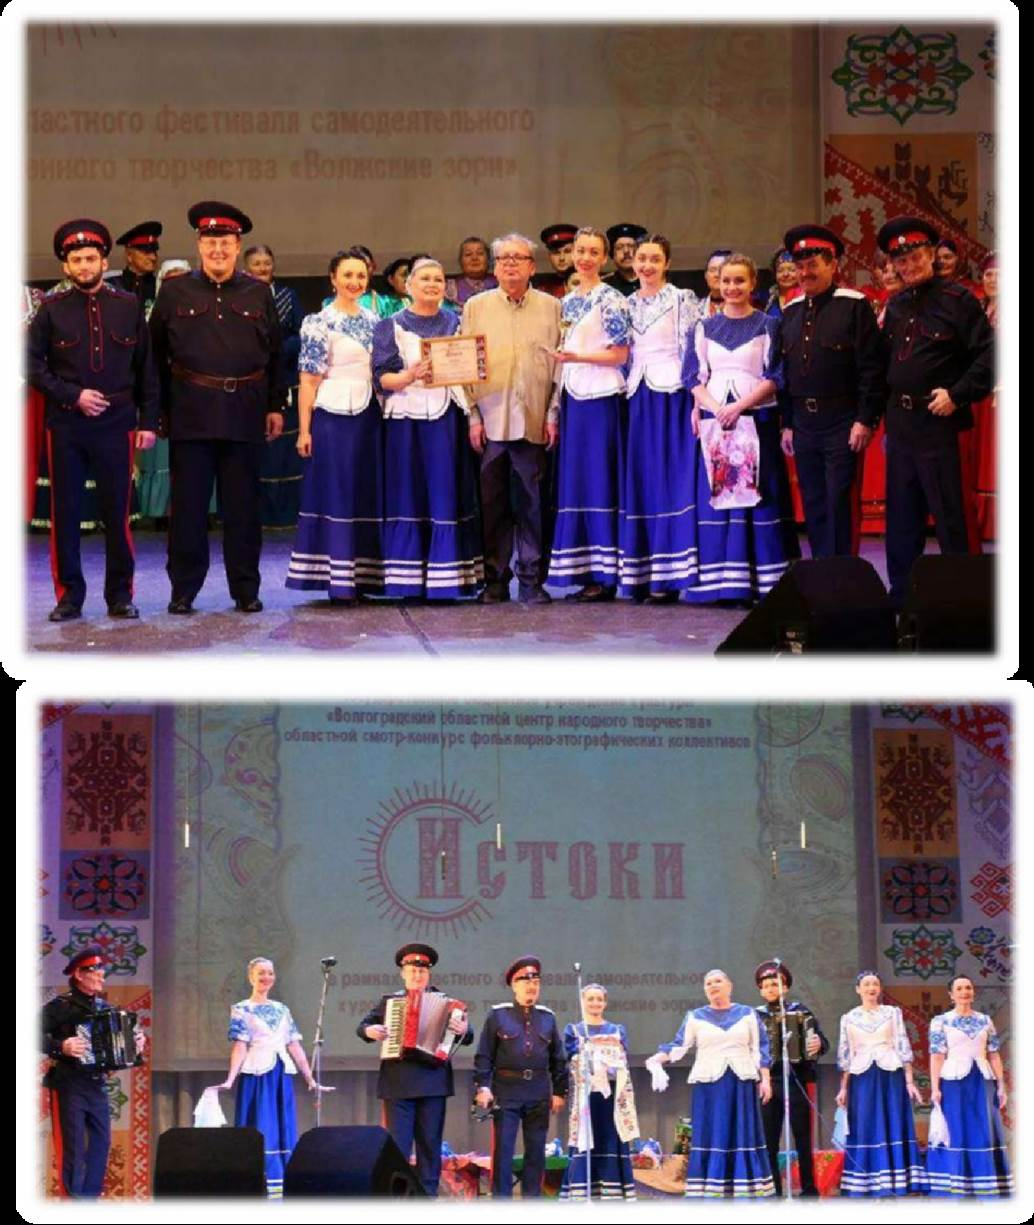 ластного фестиваля самодеятельного
енного творчества «Волжские зори»
«Волгоградский областной центр народного творчества»
областной смотр-конкурс фольклорно-этографических коллективов
Истоки
в рамках областного фестиваля самодеятельного